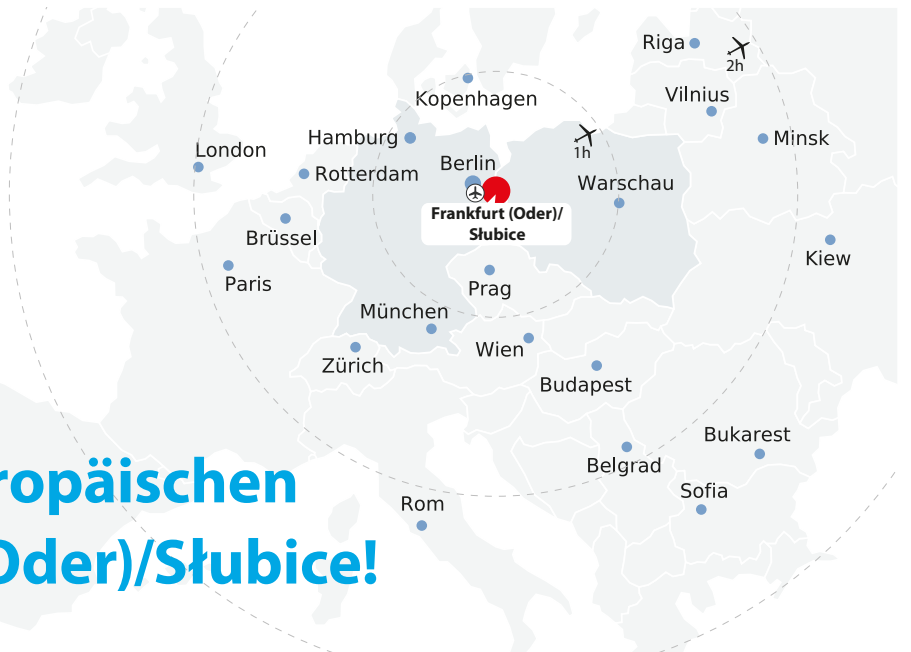 Riga
2h
Vilnius
Kopenhagen
Hamburg
Minsk
1h
London
Berlin
Rotterdam
Warschau
Frankfurt (Oder)/
Słubice
Brüssel
Kiew
Paris
Prag
München
Wien
Zürich
Budapest
Bukarest
Belgrad
ropäischen
Sofia
Rom
Oder)/Słubice!